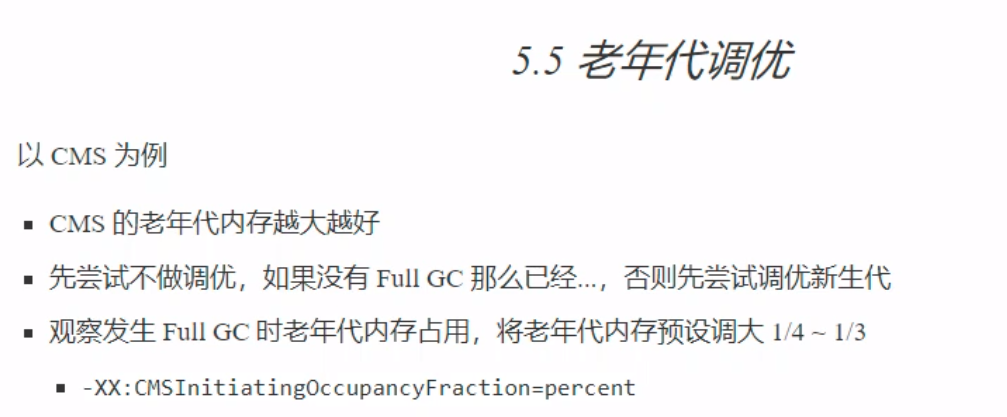 5.5 老年代调优
以 CMS 为例
▪ CMS 的老年代内存越大越好
▪ 先尝试不做调优，如果没有 Full GC 那么已经...，否则先尝试调优新生代
▪ 观察发生 Full GC 时老年代内存占用，将老年代内存预设调大 1/4 ~ 1/3
▪ -XX:CMSInitiatingOccupancyFraction=percent